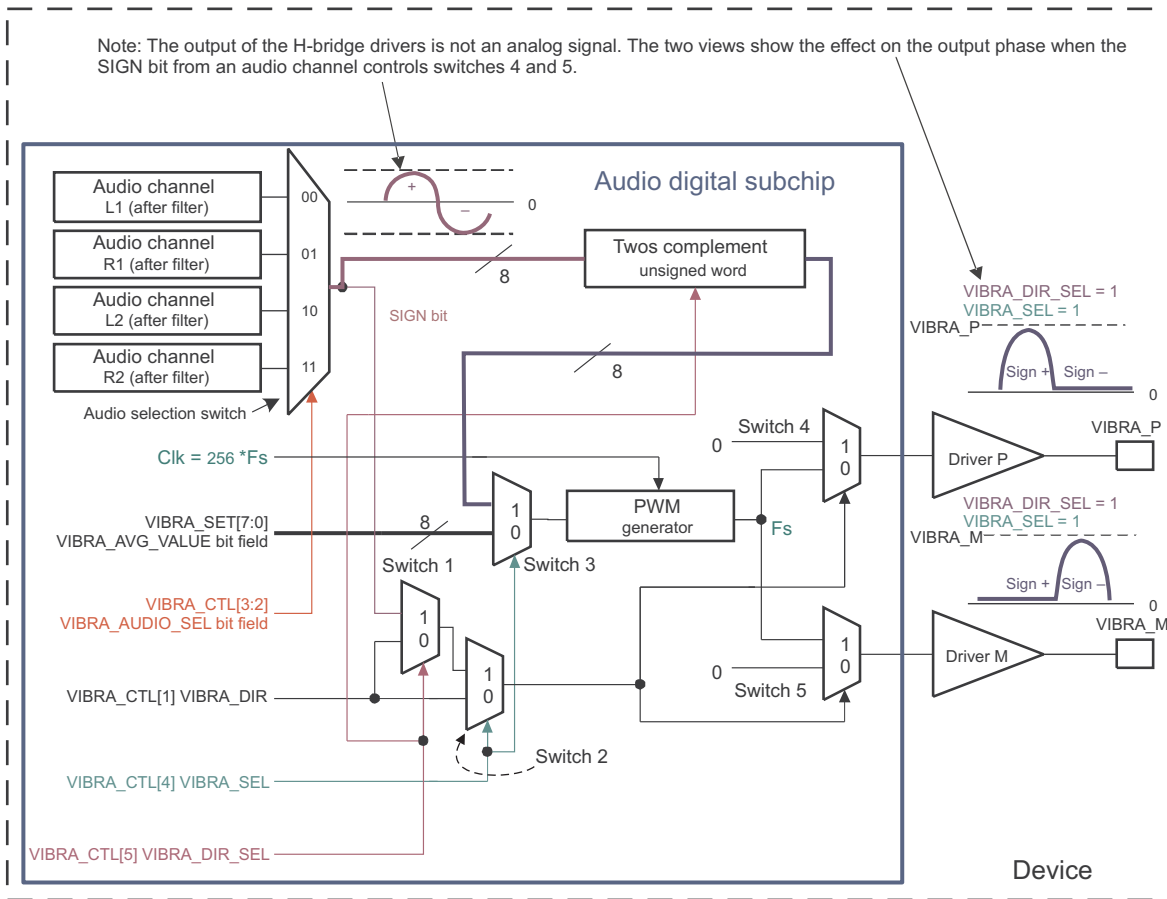 Note: The output of the H-bridge drivers is not an analog signal. The two views show the effect on the output phase when the
SIGN bit from an audio channel controls switches 4 and 5.
Audio digital subchip
Audio channel
L1 (after filter)
Audio channel
R1 (after filter)
Audio channel
L2 (after filter)
Audio channel
R2 (after filter)
00
01
10
11
+
–
0
8
Twos complement
unsigned word
SIGN bit
8
Audio selection switch
VIBRA_DIR_SEL = 1
VIBRA_SEL = 1
VIBRA_P
Sign +
Sign –
0
Clk = 256 *Fs
Switch 4
0
1
0
Driver P
VIBRA_P
VIBRA_SET[7:0]
VIBRA_AVG_VALUE bit field
8
1
0
Switch 3
PWM
generator
Fs
VIBRA_DIR_SEL = 1
VIBRA_SEL = 1
VIBRA_M
Sign +
Sign –
0
Switch 1
1
0
VIBRA_CTL[3:2]
VIBRA_AUDIO_SEL bit field
VIBRA_CTL[1] VIBRA_DIR
1
0
Switch 2
1
0
0
Switch 5
Driver M
VIBRA_M
VIBRA_CTL[4] VIBRA_SEL
VIBRA_CTL[5] VIBRA_DIR_SEL
Device